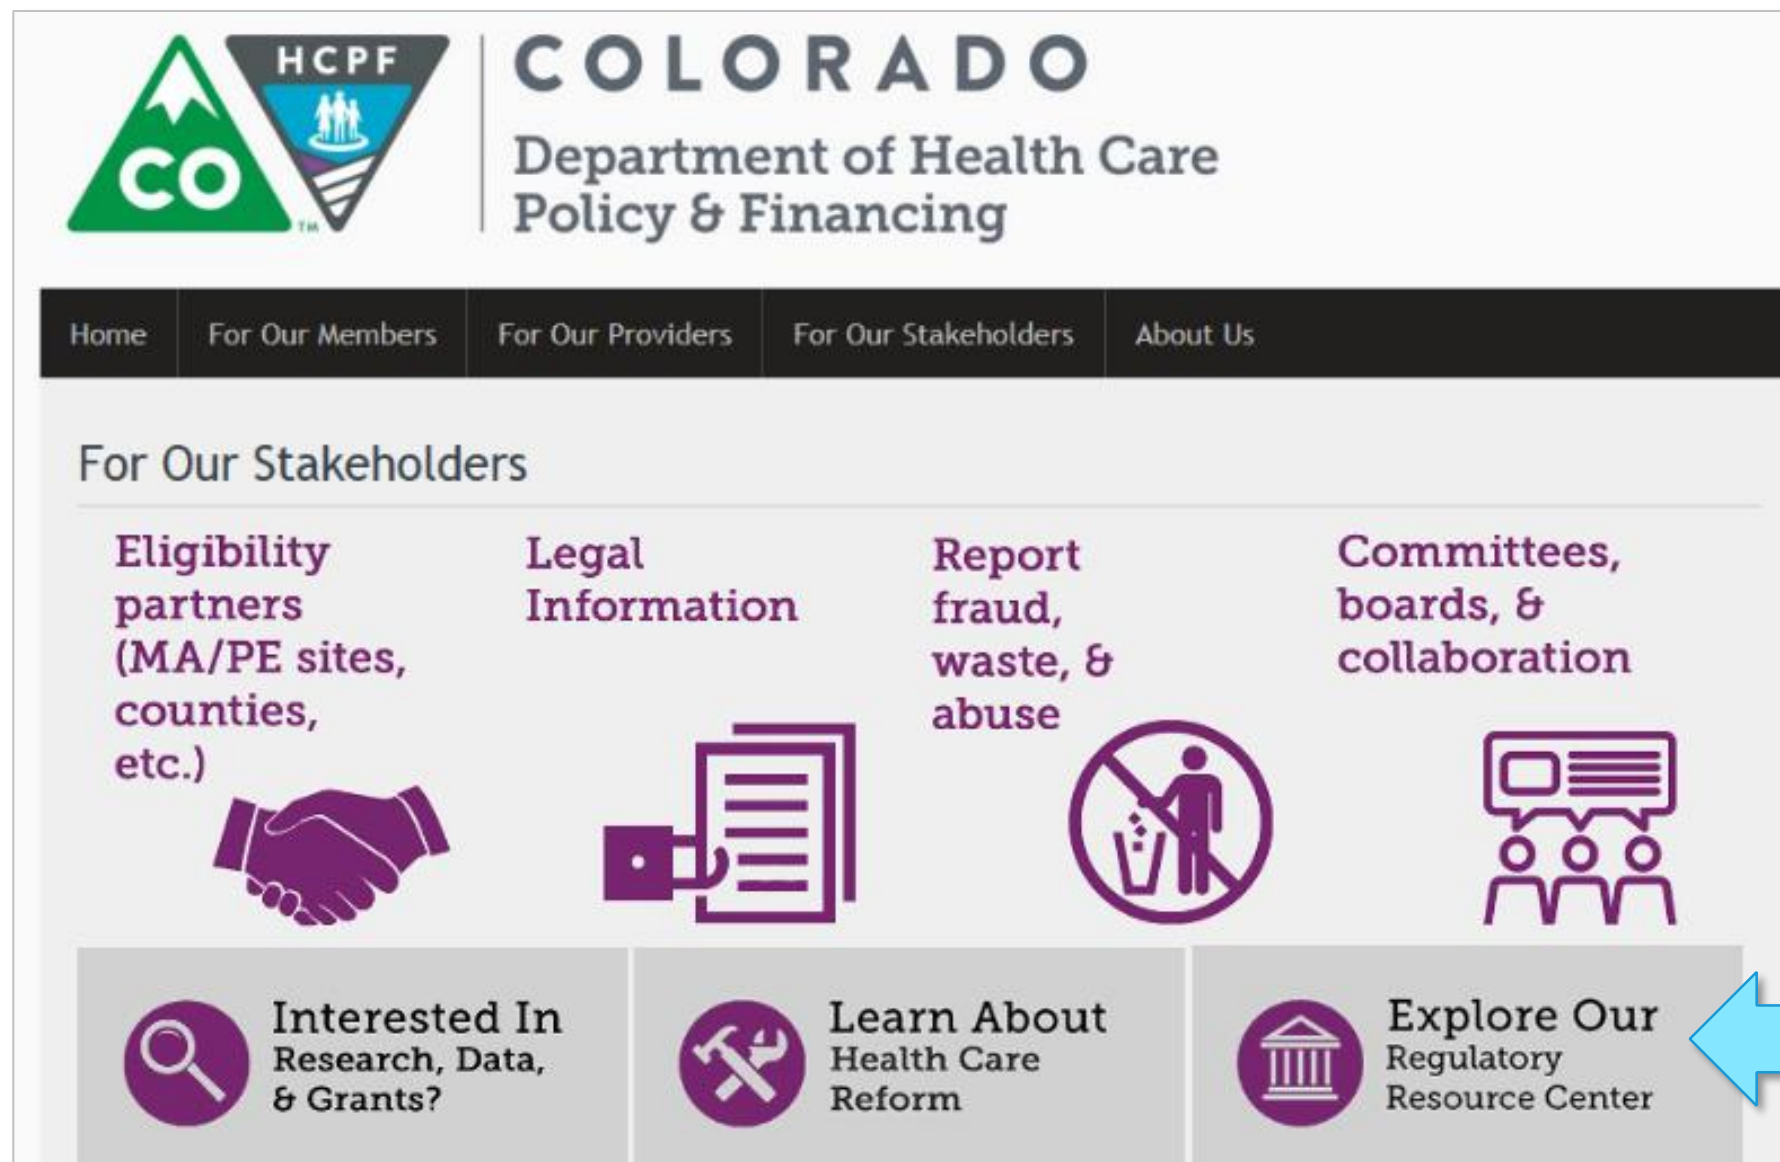 HCPF
CO
TM
COLORADO
Department of Health Care
Policy & Financing
Home For Our Members For Our Providers For Our Stakeholders About Us
For Our Stakeholders
Eligibility
partners
(MA/PE sites,
counties,
etc.)
Legal
Information
Report
fraud,
waste, &
abuse
Committees,
boards, &
collaboration
Interested In
Research, Data,
& Grants?
Learn About
Health Care
Reform
Explore Our
Regulatory
Resource Center